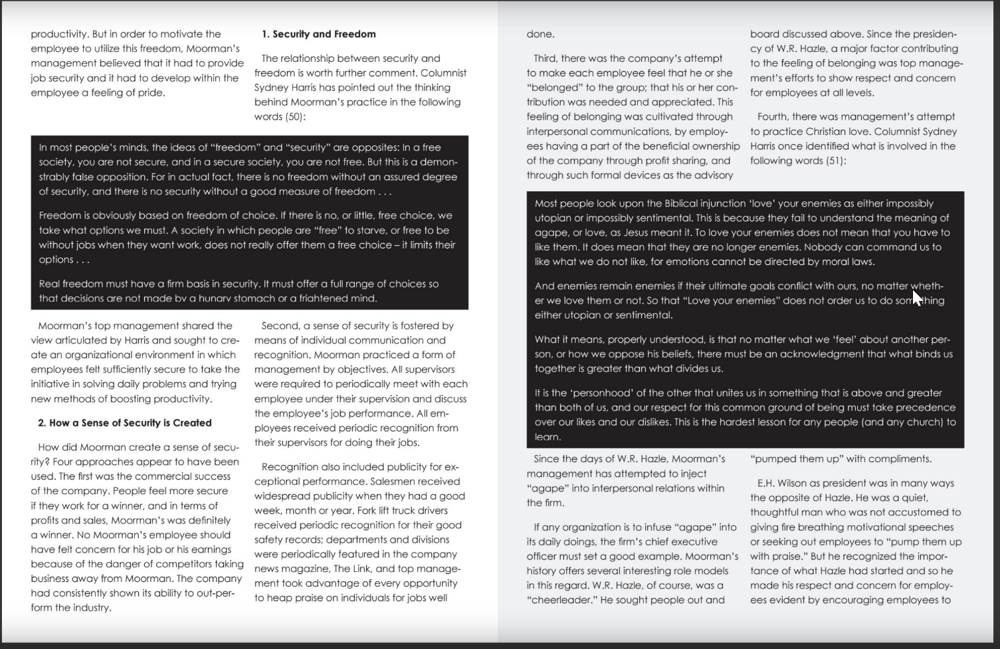 productivity. But in order to motivate the
employee to utilize this freedom, Moorman's
management believed that it had to provide
job security and it had to develop within the
employee a feeling of pride.
1. Security and Freedom
The relationship between security and
freedom is worth further comment. Columnist
Sydney Harris has pointed out the thinking
behind Moorman's practice in the following
words (50):
In most people's minds, the ideas of "freedom" and "security" are opposites: In a free
society, you are not secure, and in a secure society, you are not free. But this is a demon-
strably false opposition. For in actual fact, there is no freedom without an assured degree
of security, and there is no security without a good measure of freedom . . .
Freedom is obviously based on freedom of choice. If there is no, or little, free choice, we
take what options we must. A society in which people are "free" to starve, or free to be
without jobs when they want work, does not really offer them a free choice – it limits their
options . . .
Real freedom must have a firm basis in security. It must offer a full range of choices so
that decisions are not made by a hungry stomach or a frightened mind.
Moorman's top management shared the
view articulated by Harris and sought to cre-
ate an organizational environment in which
employees felt sufficiently secure to take the
initiative in solving daily problems and trying
new methods of boosting productivity.
2. How a Sense of Security is Created
How did Moorman create a sense of secu-
rity? Four approaches appear to have been
used. The first was the commercial success
of the company. People feel more secure
if they work for a winner, and in terms of
profits and sales, Moorman's was definitely
a winner. No Moorman's employee should
have felt concern for his job or his earnings
because of the danger of competitors taking
business away from Moorman. The company
had consistently shown its ability to out-per-
form the industry.
Second, a sense of security is fostered by
means of individual communication and
recognition. Moorman practiced a form of
management by objectives. All supervisors
were required to periodically meet with each
employee under their supervision and discuss
the employee's job performance. All em-
ployees received periodic recognition from
their supervisors for doing their jobs.
Recognition also included publicity for ex-
ceptional performance. Salesmen received
widespread publicity when they had a good
week, month or year. Fork lift truck drivers
received periodic recognition for their good
safety records; departments and divisions
were periodically featured in the company
news magazine, The Link, and top manage-
ment took advantage of every opportunity
to heap praise on individuals for jobs well
done.
Third, there was the company's attempt
to make each employee feel that he or she
"belonged" to the group; that his or her con-
tribution was needed and appreciated. This
feeling of belonging was cultivated through
interpersonal communications, by employ-
ees having a part of the beneficial ownership
of the company through profit sharing, and
through such formal devices as the advisory
board discussed above. Since the presiden-
cy of W.R. Hazle, a major factor contributing
to the feeling of belonging was top manage-
ment's efforts to show respect and concern
for employees at all levels.
Fourth, there was management's attempt
to practice Christian love. Columnist Sydney
Harris once identified what is involved in the
following words (51):
Most people look upon the Biblical injunction 'love' your enemies as either impossibly
utopian or impossibly sentimental. This is because they fail to understand the meaning of
agape, or love, as Jesus meant it. To love your enemies does not mean that you have to
like them. It does mean that they are no longer enemies. Nobody can command us to
like what we do not like, for emotions cannot be directed by moral laws.
And enemies remain enemies if their ultimate goals conflict with ours, no matter wheth-
er we love them or not. So that "Love your enemies" does not order us to do something
either utopian or sentimental.
What it means, properly understood, is that no matter what we 'feel' about another per-
son, or how we oppose his beliefs, there must be an acknowledgment that what binds us
together is greater than what divides us.
It is the 'personhood' of the other that unites us in something that is above and greater
than both of us, and our respect for this common ground of being must take precedence
over our likes and our dislikes. This is the hardest lesson for any people (and any church) to
learn.
Since the days of W.R. Hazle, Moorman's
management has attempted to inject
"agape" into interpersonal relations within
the firm.
If any organization is to infuse "agape" into
its daily doings, the firm's chief executive
officer must set a good example. Moorman's
history offers several interesting role models
in this regard. W.R. Hazle, of course, was a
"cheerleader." He sought people out and
"pumped them up" with compliments.
E.H. Wilson as president was in many ways
the opposite of Hazle. He was a quiet,
thoughtful man who was not accustomed to
giving fire breathing motivational speeches
or seeking out employees to "pump them up
with praise." But he recognized the impor-
tance of what Hazle had started and so he
made his respect and concern for employ-
ees evident by encouraging employees to